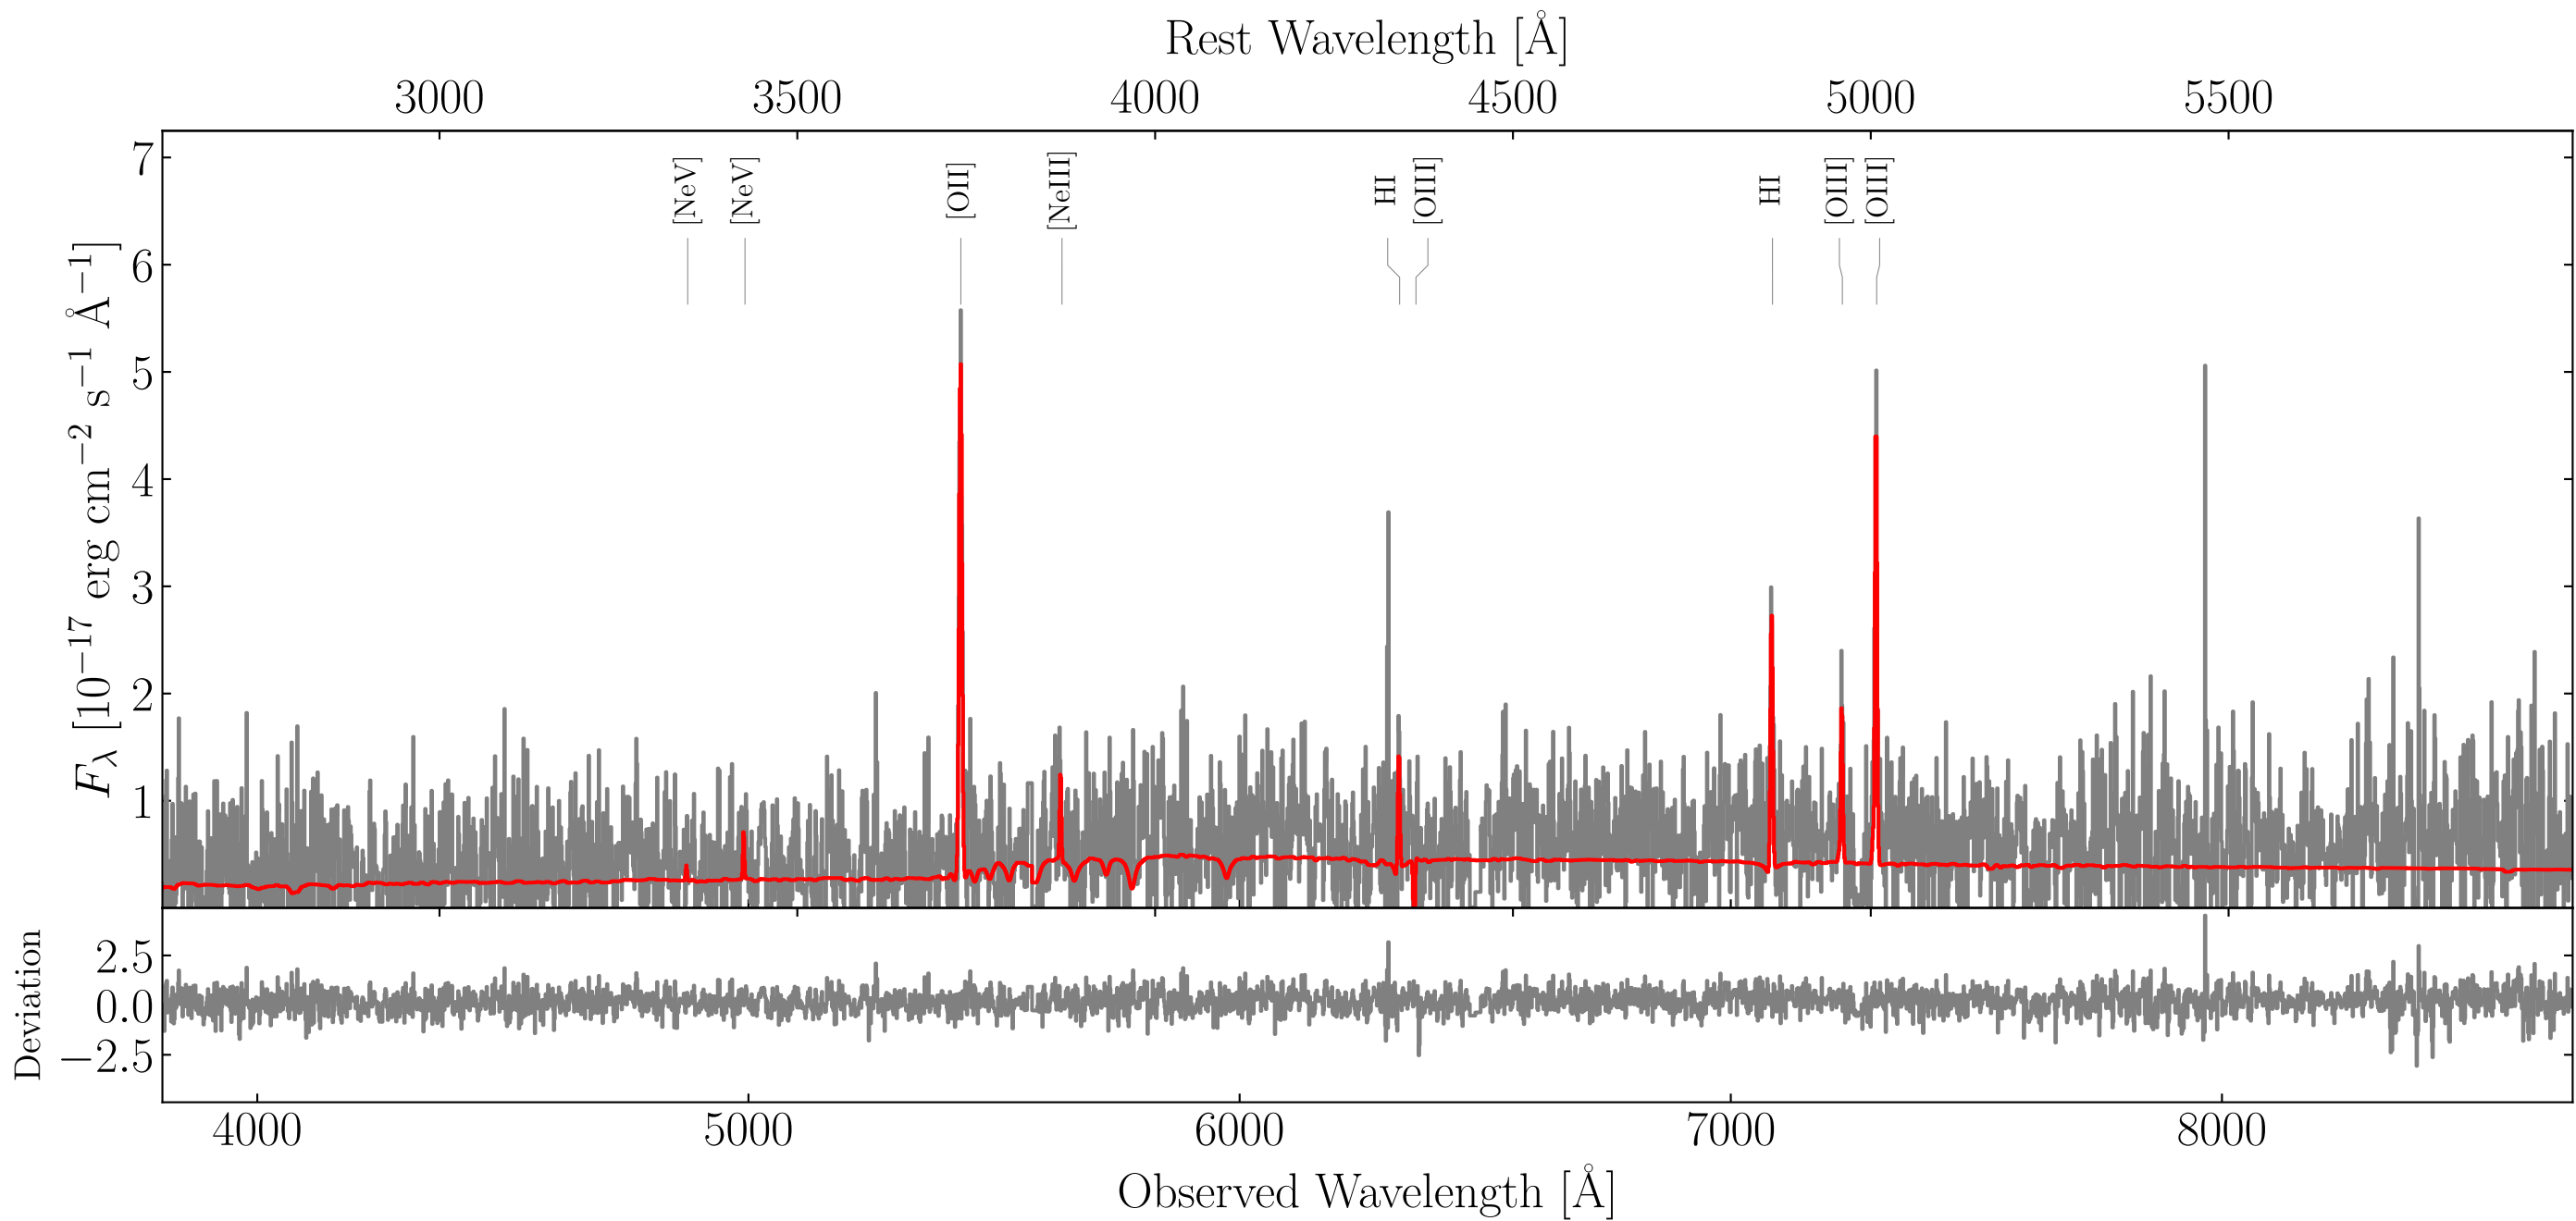 Rest Wavelength [Å]
3000 3500 4000 4500 5000 5500
[NeV] [NeV] [OII] [NeIII] HI [OIII] HI [OIII] [OIII]
F_λ [10^−17 erg cm^−2 s^−1 Å^−1]
7
6
5
4
3
2
1
Deviation
2.5
0.0
−2.5
4000 5000 6000 7000 8000
Observed Wavelength [Å]